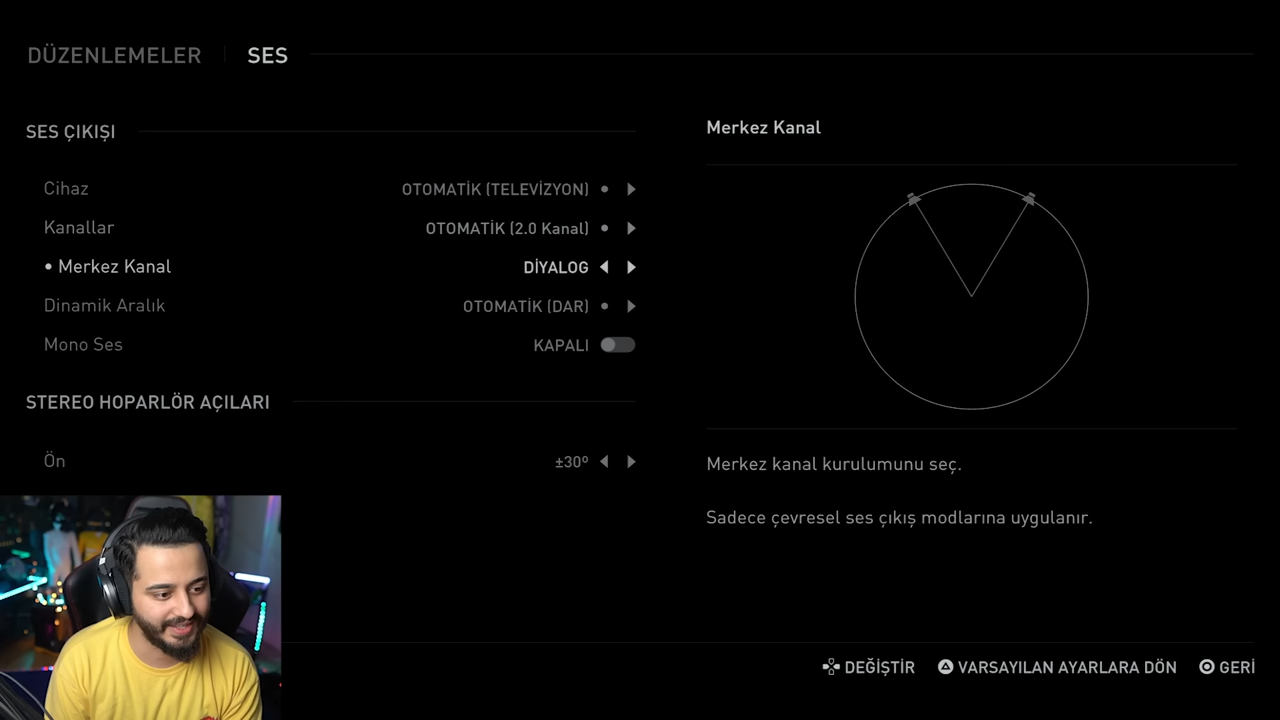 DÜZENLEMELER SES
SES ÇIKIŞI
Cihaz OTOMATİK (TELEVİZYON)
Kanallar OTOMATİK (2.0 Kanal)
• Merkez Kanal DİYALOG
Dinamik Aralık OTOMATİK (DAR)
Mono Ses KAPALI
STEREO HOPARLÖR AÇILARI
Ön ±30º
Merkez Kanal
Merkez kanal kurulumunu seç.
Sadece çevresel ses çıkış modlarına uygulanır.
DEĞİŞTİR VARSAYILAN AYARLARA DÖN GERİ